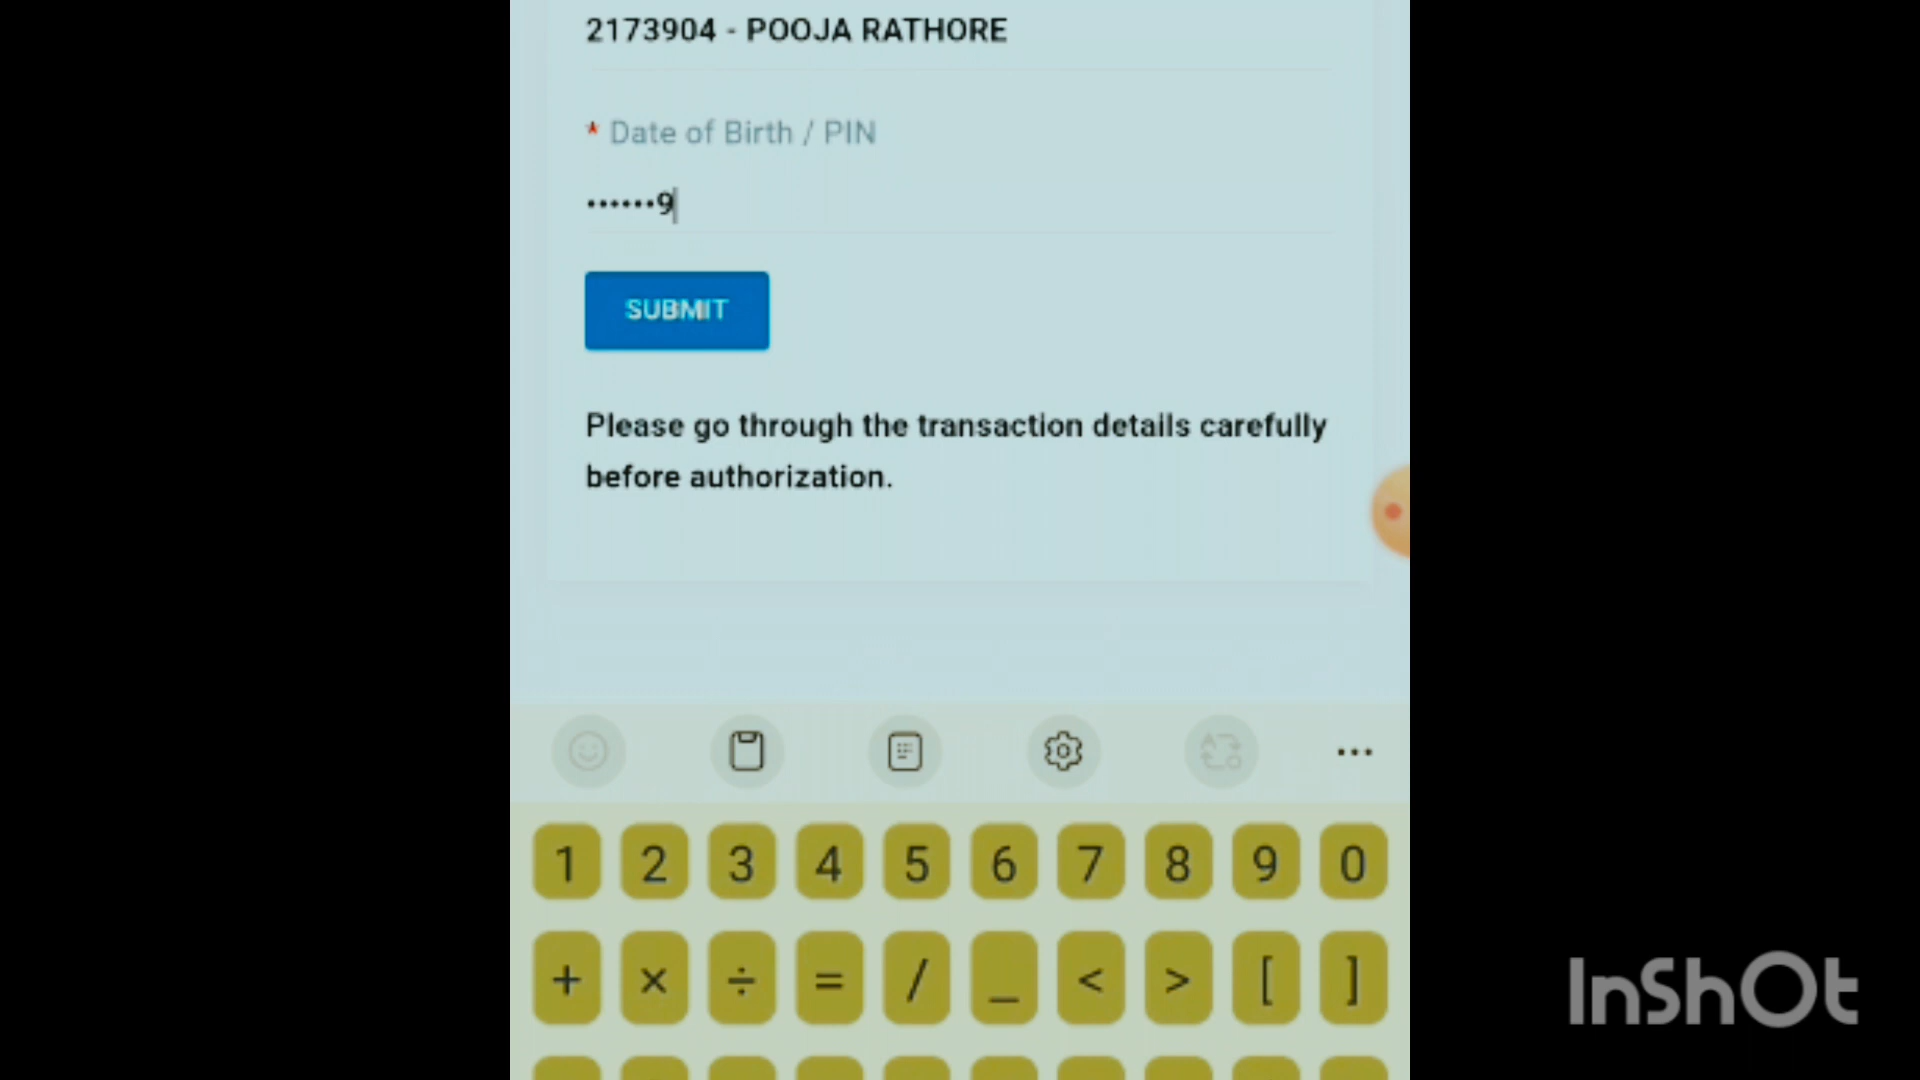 2173904 - POOJA RATHORE
* Date of Birth / PIN
••••••9
SUBMIT
Please go through the transaction details carefully
before authorization.
1 2 3 4 5 6 7 8 9 0
+ × ÷ = / _ < > [ ]
InShOt